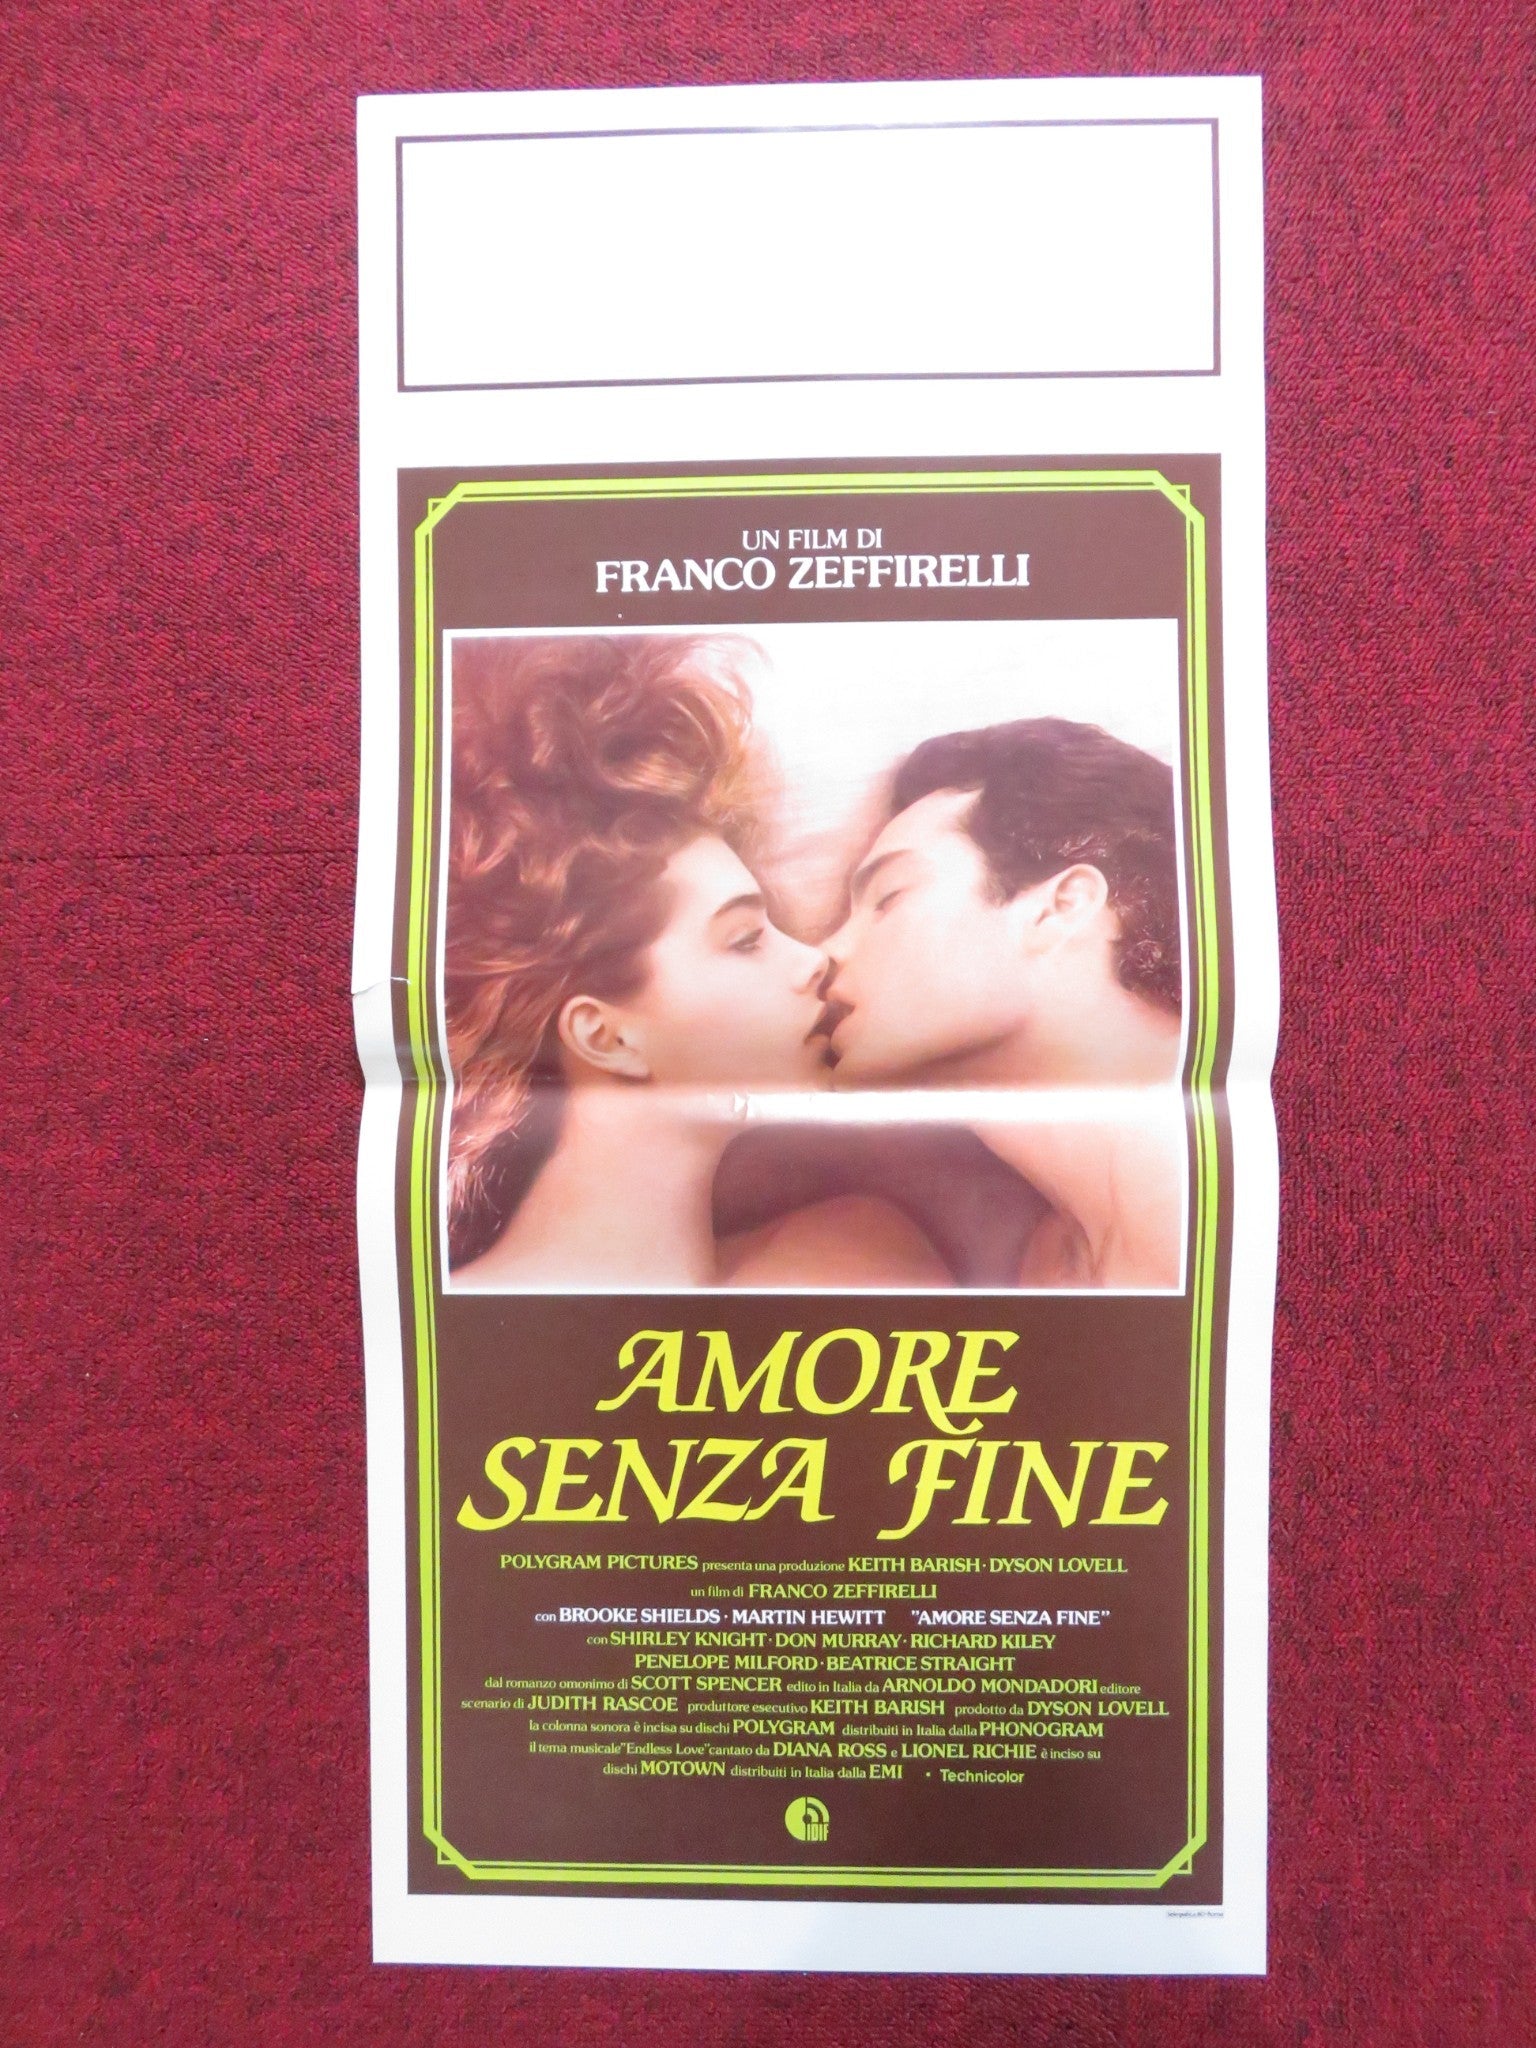 UN FILM DI
FRANCO ZEFFIRELLI
AMORE
SENZA FINE
POLYGRAM PICTURES presenta una produzione KEITH BARISH · DYSON LOVELL
un film di FRANCO ZEFFIRELLI
con BROOKE SHIELDS · MARTIN HEWITT "AMORE SENZA FINE"
con SHIRLEY KNIGHT · DON MURRAY · RICHARD KILEY
PENELOPE MILFORD · BEATRICE STRAIGHT
dal romanzo omonimo di SCOTT SPENCER edito in Italia da ARNOLDO MONDADORI editore
scenario di JUDITH RASCOE produttore esecutivo KEITH BARISH prodotto da DYSON LOVELL
la colonna sonora è incisa su dischi POLYGRAM distribuiti in Italia dalla PHONOGRAM
il tema musicale "Endless Love" cantato da DIANA ROSS e LIONEL RICHIE è inciso su
dischi MOTOWN distribuiti in Italia dalla EMI · Technicolor
IDIF